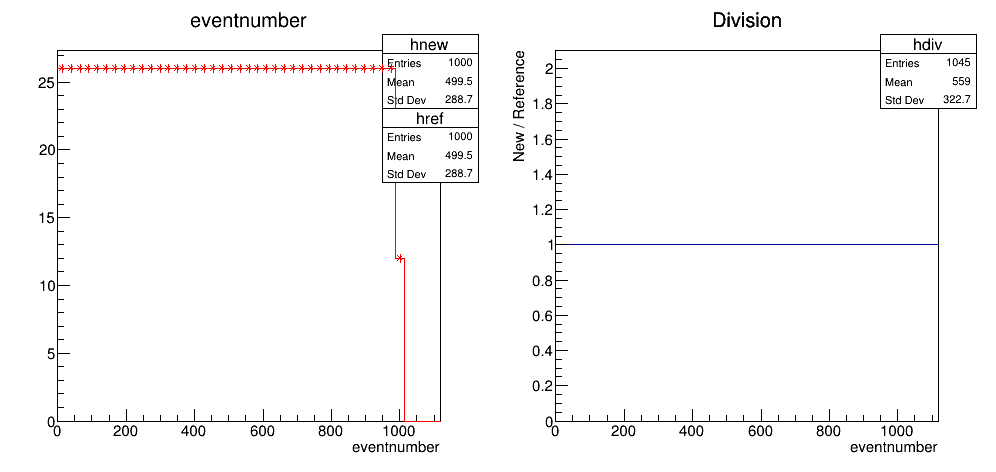 eventnumber
hnew
Entries 1000
Mean 499.5
Std Dev 288.7
href
Entries 1000
Mean 499.5
Std Dev 288.7
25
20
15
10
5
0
0 200 400 600 800 1000
eventnumber
Division
hdiv
Entries 1045
Mean 559
Std Dev 322.7
New / Reference
2
1.8
1.6
1.4
1.2
1
0.8
0.6
0.4
0.2
0
0 200 400 600 800 1000
eventnumber